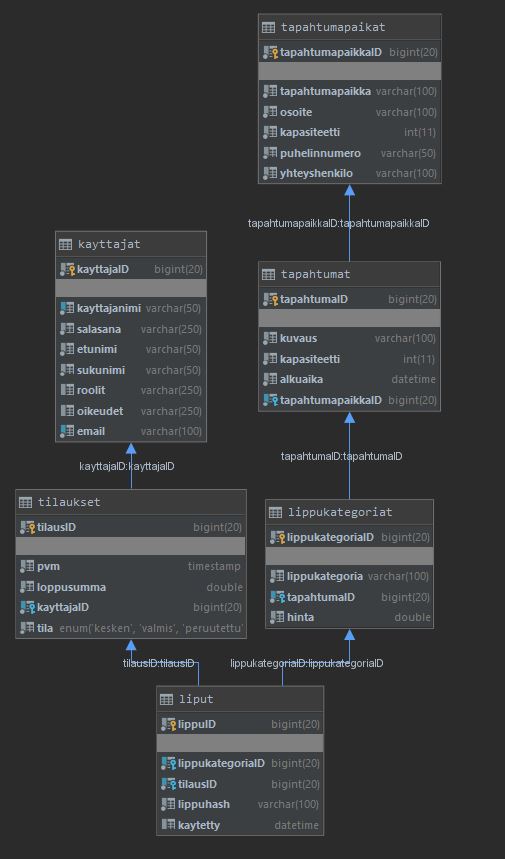 tapahtumapaikat
tapahtumapaikkaID bigint(20)
tapahtumapaikka varchar(100)
osoite varchar(100)
kapasiteetti int(11)
puhelinnumero varchar(50)
yhteyshenkilo varchar(100)
tapahtumapaikkaID:tapahtumapaikkaID
kayttajat
kayttajaID bigint(20)
kayttajanimi varchar(50)
salasana varchar(250)
etunimi varchar(50)
sukunimi varchar(50)
roolit varchar(250)
oikeudet varchar(250)
email varchar(100)
tapahtumat
tapahtumaID bigint(20)
kuvaus varchar(100)
kapasiteetti int(11)
alkuaika datetime
tapahtumapaikkaID bigint(20)
kayttajaID:kayttajaID
tapahtumaID:tapahtumaID
tilaukset
tilausID bigint(20)
pvm timestamp
loppusumma double
kayttajaID bigint(20)
tila enum('kesken', 'valmis', 'peruutettu'
lippukategoriat
lippukategoriaID bigint(20)
lippukategoria varchar(100)
tapahtumaID bigint(20)
hinta double
tilausID:tilausID
lippukategoriaID:lippukategoriaID
liput
lippuID bigint(20)
lippukategoriaID bigint(20)
tilausID bigint(20)
lippuhash varchar(100)
kaytetty datetime